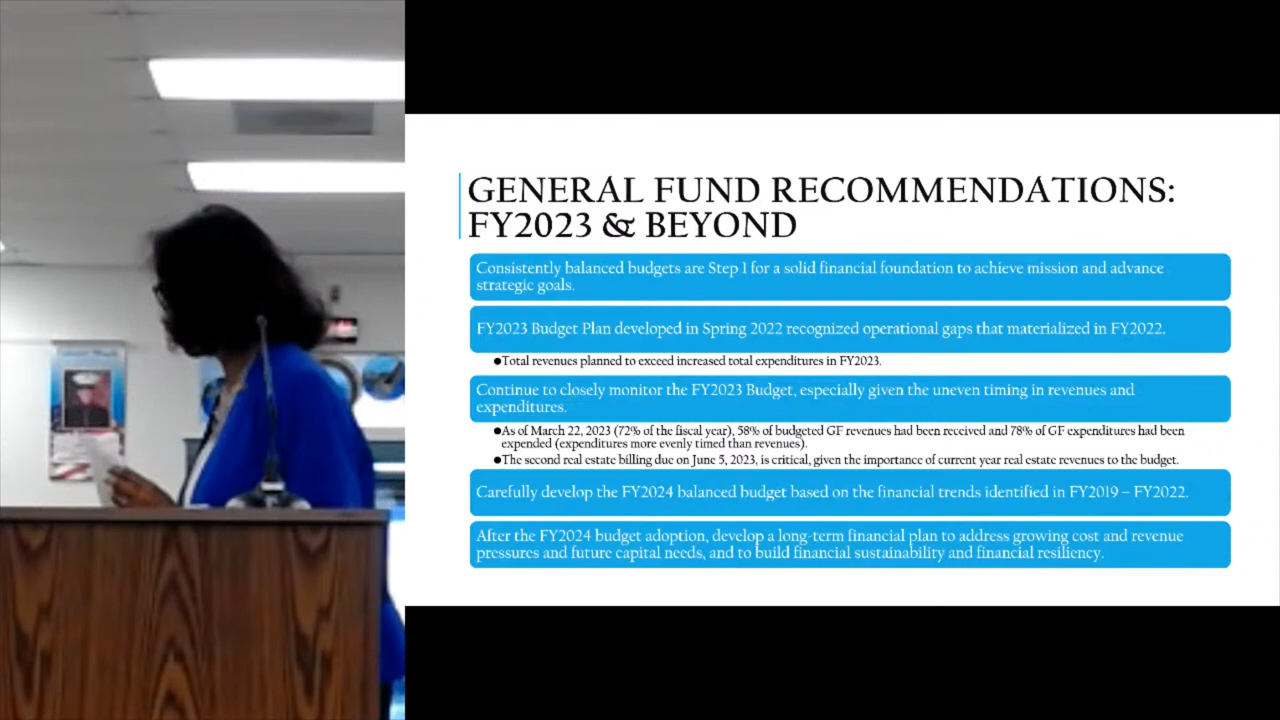 GENERAL FUND RECOMMENDATIONS:
FY2023 & BEYOND
Consistently balanced budgets are Step 1 for a solid financial foundation to achieve mission and advance
strategic goals.
FY2023 Budget Plan developed in Spring 2022 recognized operational gaps that materialized in FY2022.
●Total revenues planned to exceed increased total expenditures in FY2023.
Continue to closely monitor the FY2023 Budget, especially given the uneven timing in revenues and
expenditures.
●As of March 22, 2023 (72% of the fiscal year), 58% of budgeted GF revenues had been received and 78% of GF expenditures had been
expended (expenditures more evenly timed than revenues).
●The second real estate billing due on June 5, 2023, is critical, given the importance of current year real estate revenues to the budget.
Carefully develop the FY2024 balanced budget based on the financial trends identified in FY2019 – FY2022.
After the FY2024 budget adoption, develop a long-term financial plan to address growing cost and revenue
pressures and future capital needs, and to build financial sustainability and financial resiliency.